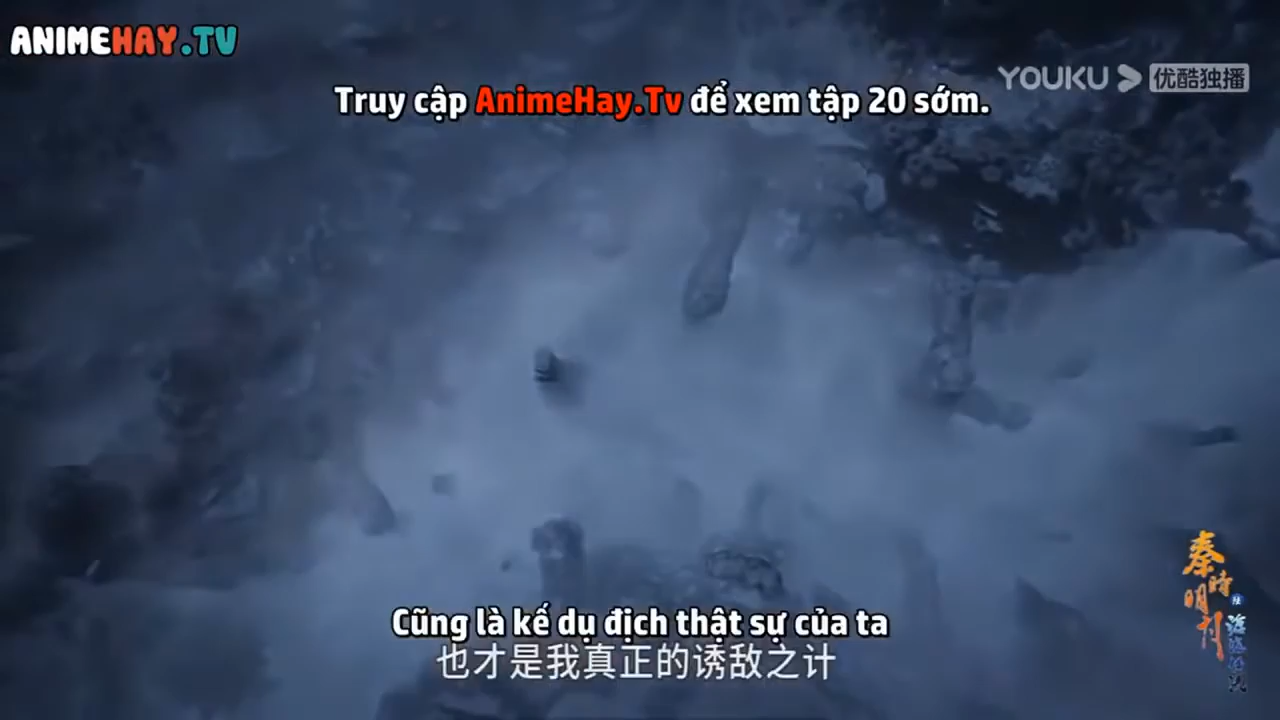 ANIMEHAY.TV
YOUKU 优酷独播
Truy cập AnimeHay.Tv để xem tập 20 sớm.
秦時明月
Cũng là kế dụ địch thật sự của ta
也才是我真正的诱敌之计